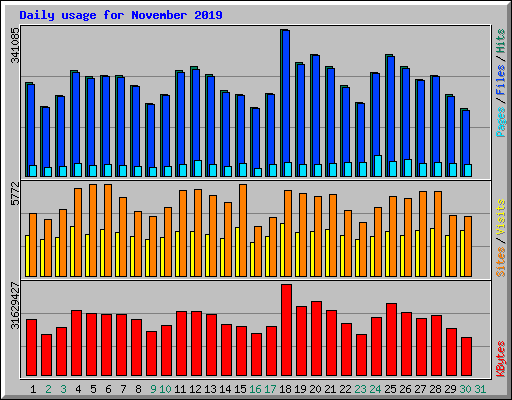 Daily usage for November 2019
341085
Pages / Files / Hits
5772
Sites / Visits
31629427
KBytes
1 2 3 4 5 6 7 8 9 10 11 12 13 14 15 16 17 18 19 20 21 22 23 24 25 26 27 28 29 30 31